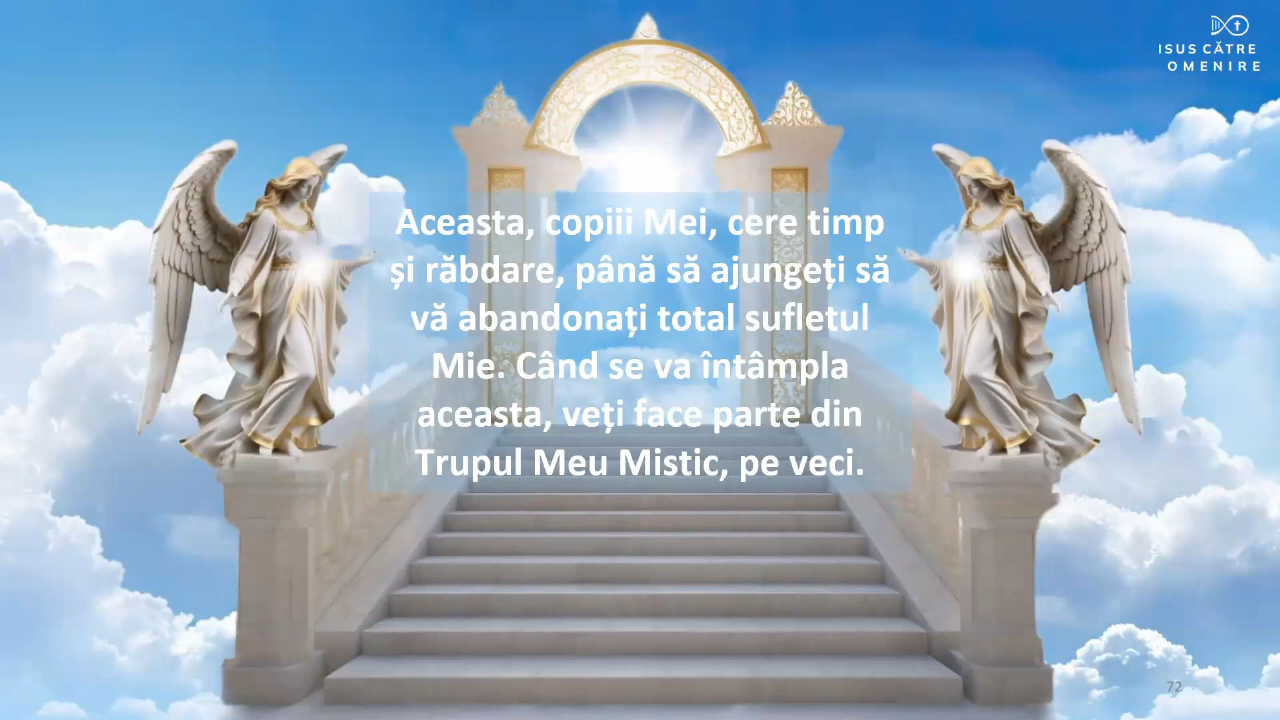 ISUS CĂTRE
OMENIRE
Aceasta, copiii Mei, cere timp
și răbdare, până să ajungeți să
vă abandonați total sufletul
Mie. Când se va întâmpla
aceasta, veți face parte din
Trupul Meu Mistic, pe veci.
72